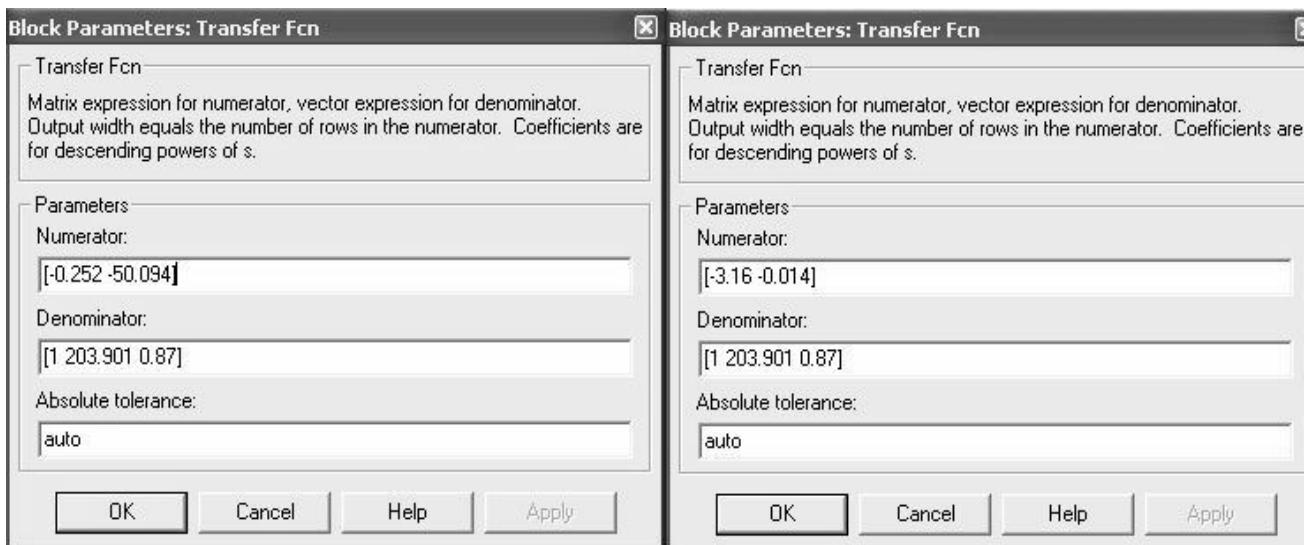 Block Parameters: Transfer Fcn
Transfer Fcn
Matrix expression for numerator, vector expression for denominator.
Output width equals the number of rows in the numerator.  Coefficients are
for descending powers of s.
Parameters
Numerator:
[-0.252 -50.094]
Denominator:
[1 203.901 0.87]
Absolute tolerance:
auto
OK
Cancel
Help
Apply
Block Parameters: Transfer Fcn
Transfer Fcn
Matrix expression for numerator, vector expression for denominator.
Output width equals the number of rows in the numerator.  Coefficients are
for descending powers of s.
Parameters
Numerator:
[-3.16 -0.014]
Denominator:
[1 203.901 0.87]
Absolute tolerance:
auto
OK
Cancel
Help
Apply